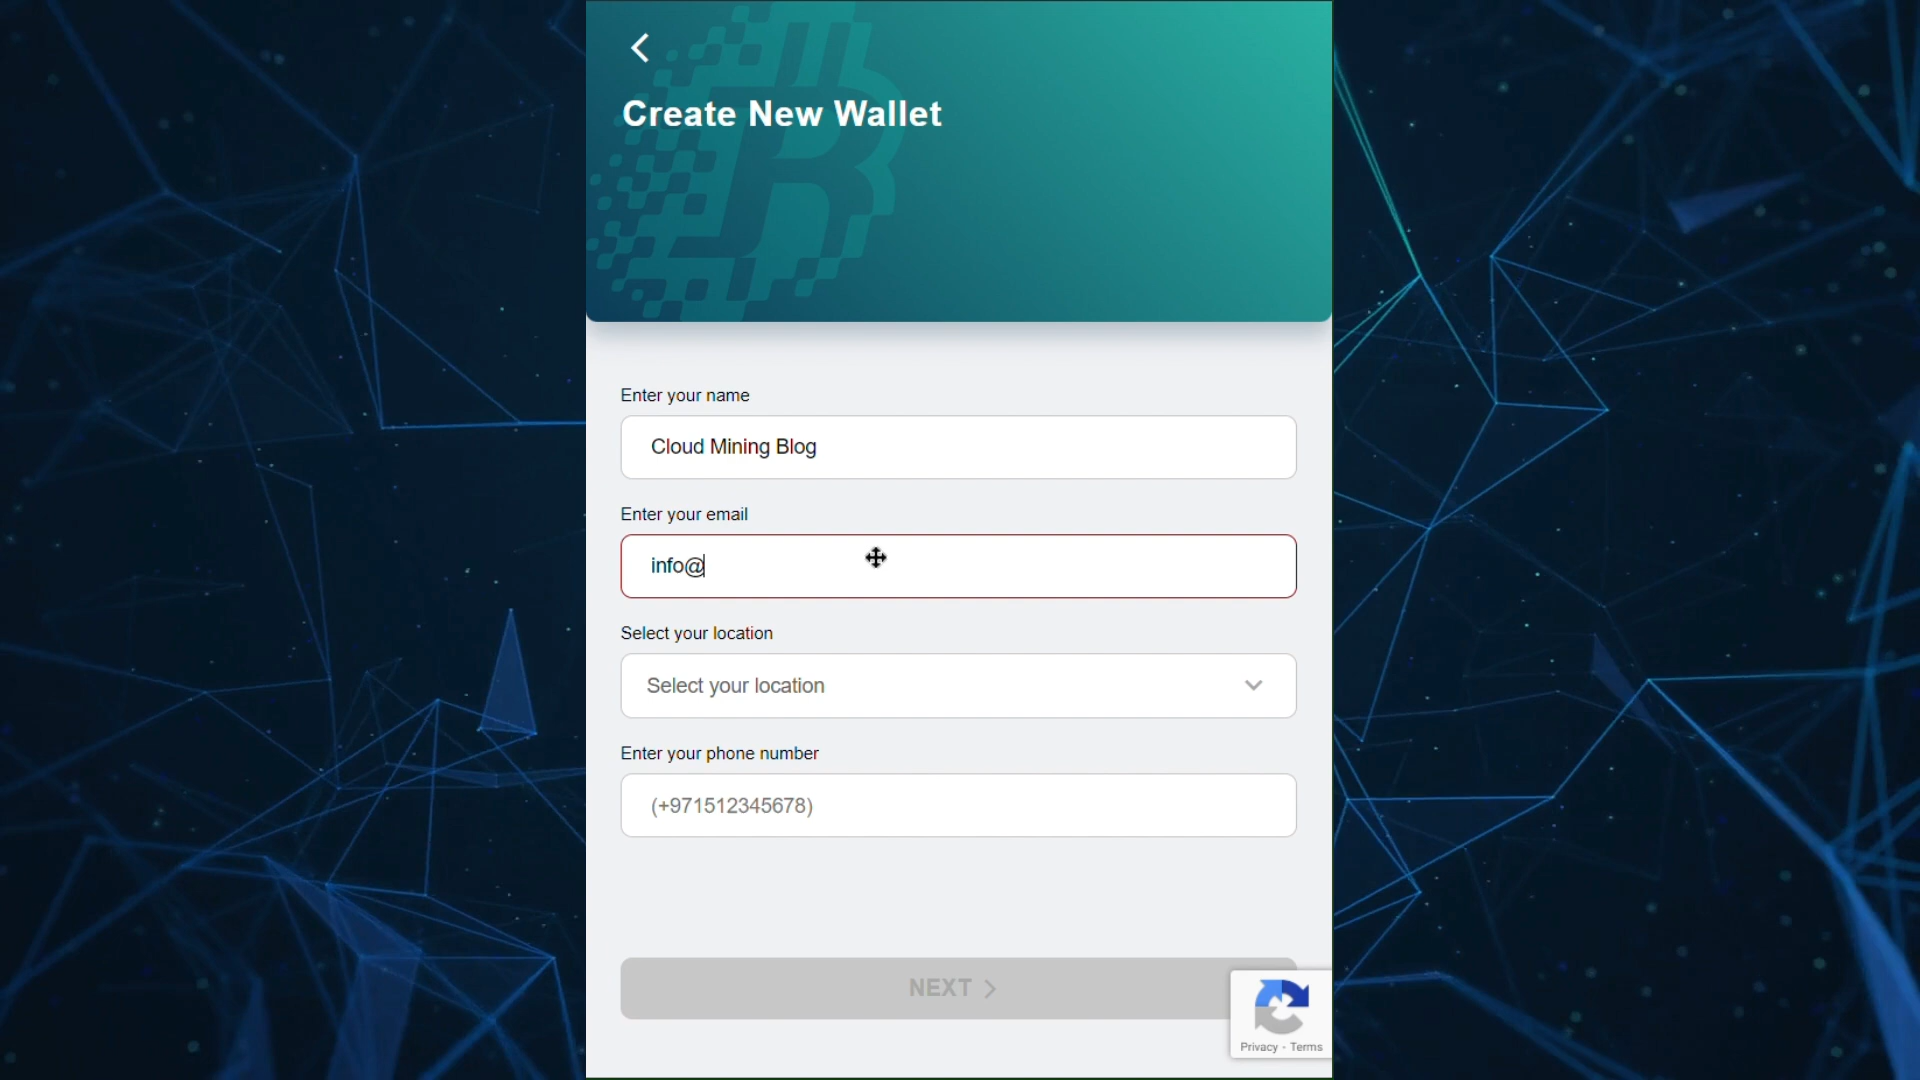 Create New Wallet
Enter your name
Cloud Mining Blog
Enter your email
info@
Select your location
Select your location
Enter your phone number
(+971512345678)
NEXT
Privacy - Terms